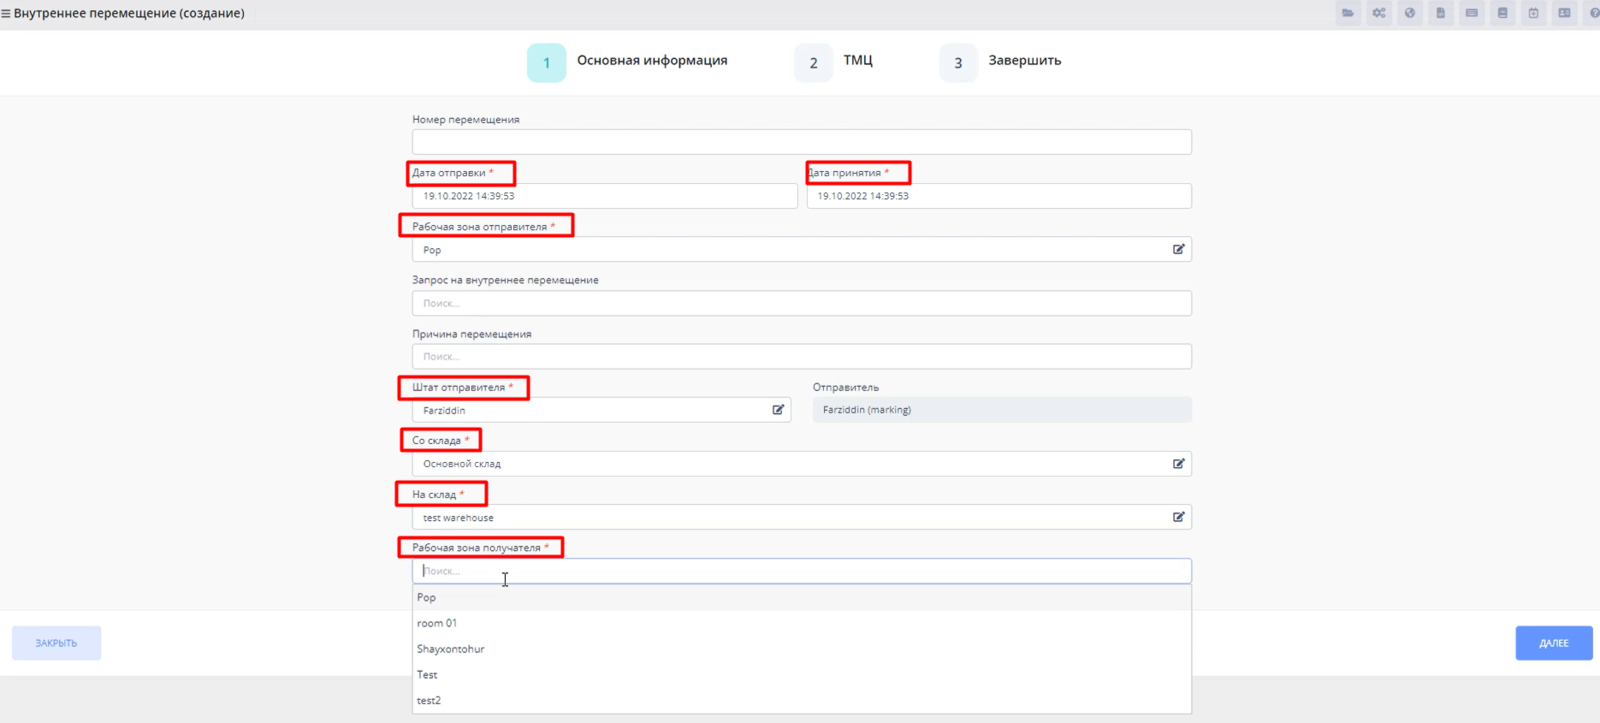 Внутреннее перемещение (создание)
1 Основная информация 2 ТМЦ 3 Завершить
Номер перемещения
Дата отправки * Дата принятия *
19.10.2022 14:39:53 19.10.2022 14:39:53
Рабочая зона отправителя *
Pop
Запрос на внутреннее перемещение
Поиск...
Причина перемещения
Поиск...
Штат отправителя * Отправитель
Farziddin Farziddin (marking)
Со склада *
Основной склад
На склад *
test warehouse
Рабочая зона получателя *
Поиск...
Pop
room 01
Shayxontohur
Test
test2
ЗАКРЫТЬ ДАЛЕЕ